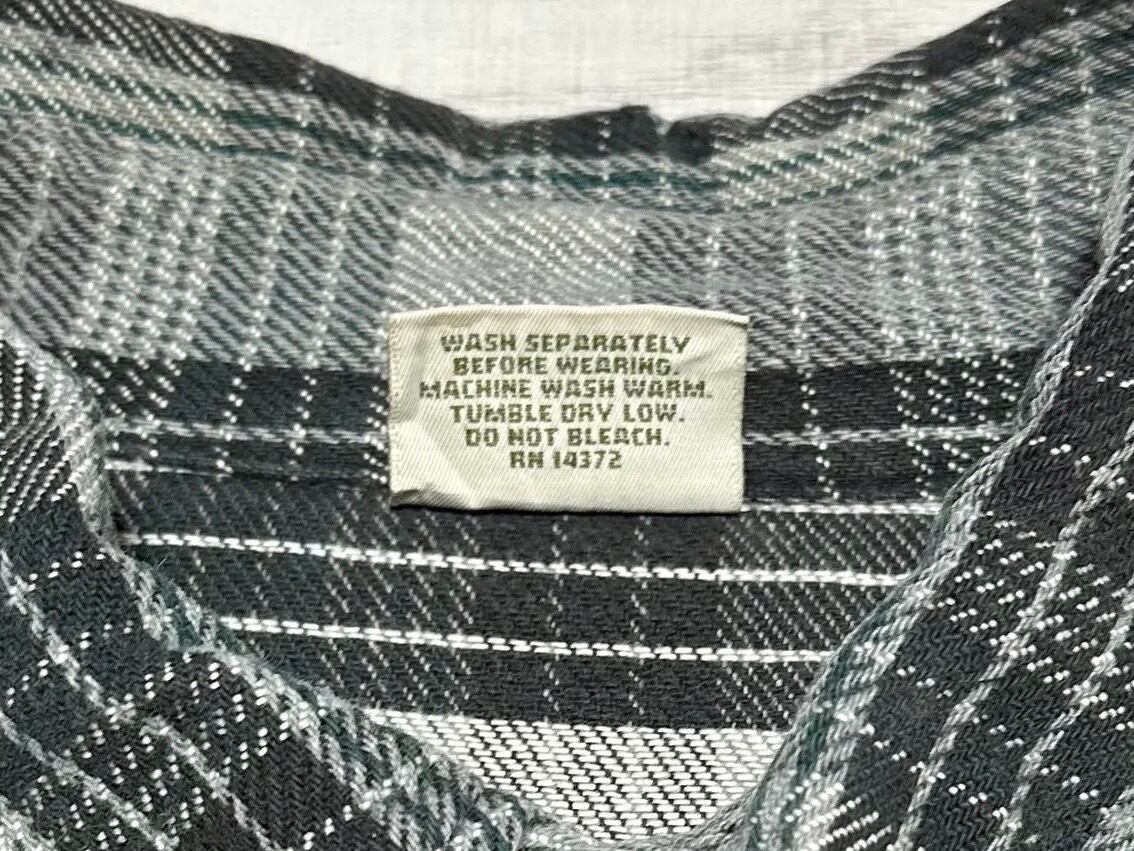 WASH SEPARATELY
BEFORE WEARING.
MACHINE WASH WARM.
TUMBLE DRY LOW.
DO NOT BLEACH.
RN 14372